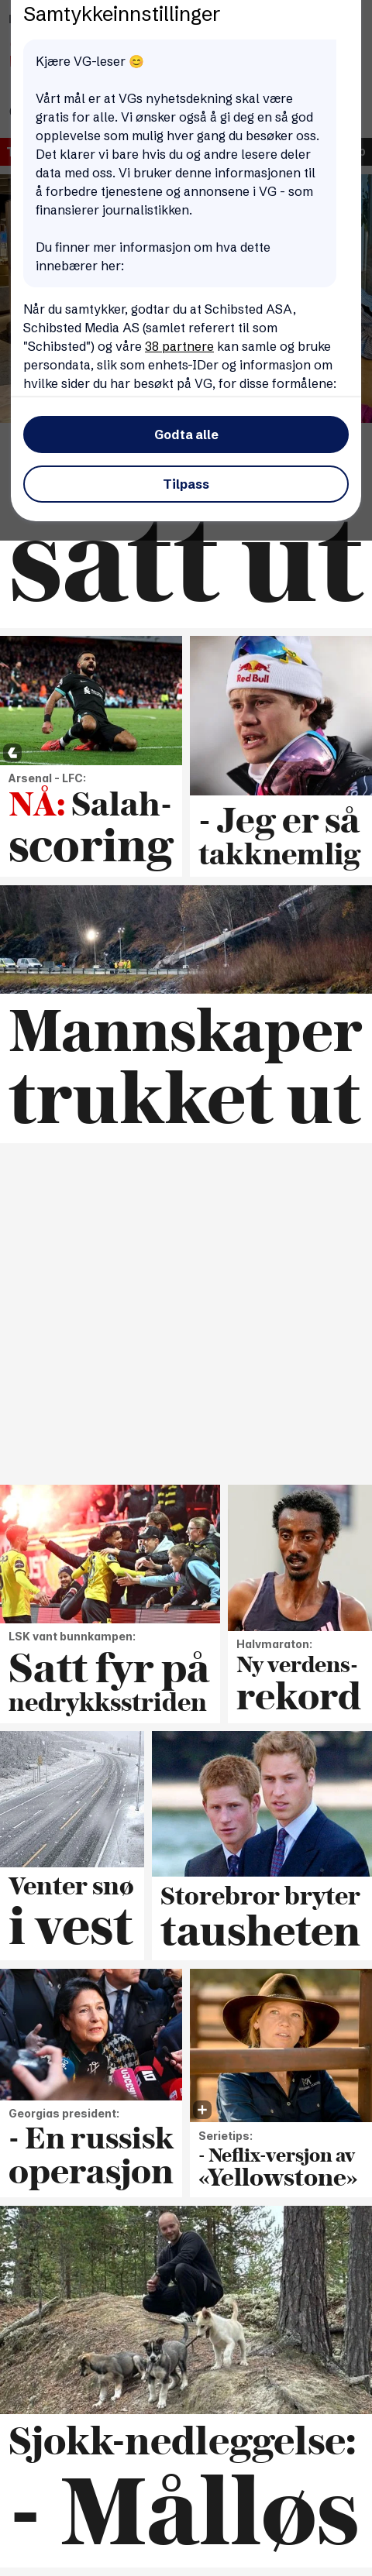 Samtykkeinnstillinger
Kjære VG-leser 😊
Vårt mål er at VGs nyhetsdekning skal være
gratis for alle. Vi ønsker også å gi deg en så god
opplevelse som mulig hver gang du besøker oss.
Det klarer vi bare hvis du og andre lesere deler
data med oss. Vi bruker denne informasjonen til
å forbedre tjenestene og annonsene i VG - som
finansierer journalistikken.
Du finner mer informasjon om hva dette
innebærer her:
Når du samtykker, godtar du at Schibsted ASA,
Schibsted Media AS (samlet referert til som
"Schibsted") og våre 38 partnere kan samle og bruke
persondata, slik som enhets-IDer og informasjon om
hvilke sider du har besøkt på VG, for disse formålene:
Godta alle
Tilpass
satt ut
Red Bull
Arsenal - LFC:
NÅ: Salah-
scoring
- Jeg er så
takknemlig
Mannskaper
trukket ut
LSK vant bunnkampen:
Satt fyr på
nedrykksstriden
Halvmaraton:
Ny verdens-
rekord
Venter snø
i vest
Storebror bryter
tausheten
Georgias president:
- En russisk
operasjon
Serietips:
- Neflix-versjon av
«Yellowstone»
Sjokk-nedleggelse:
- Målløs